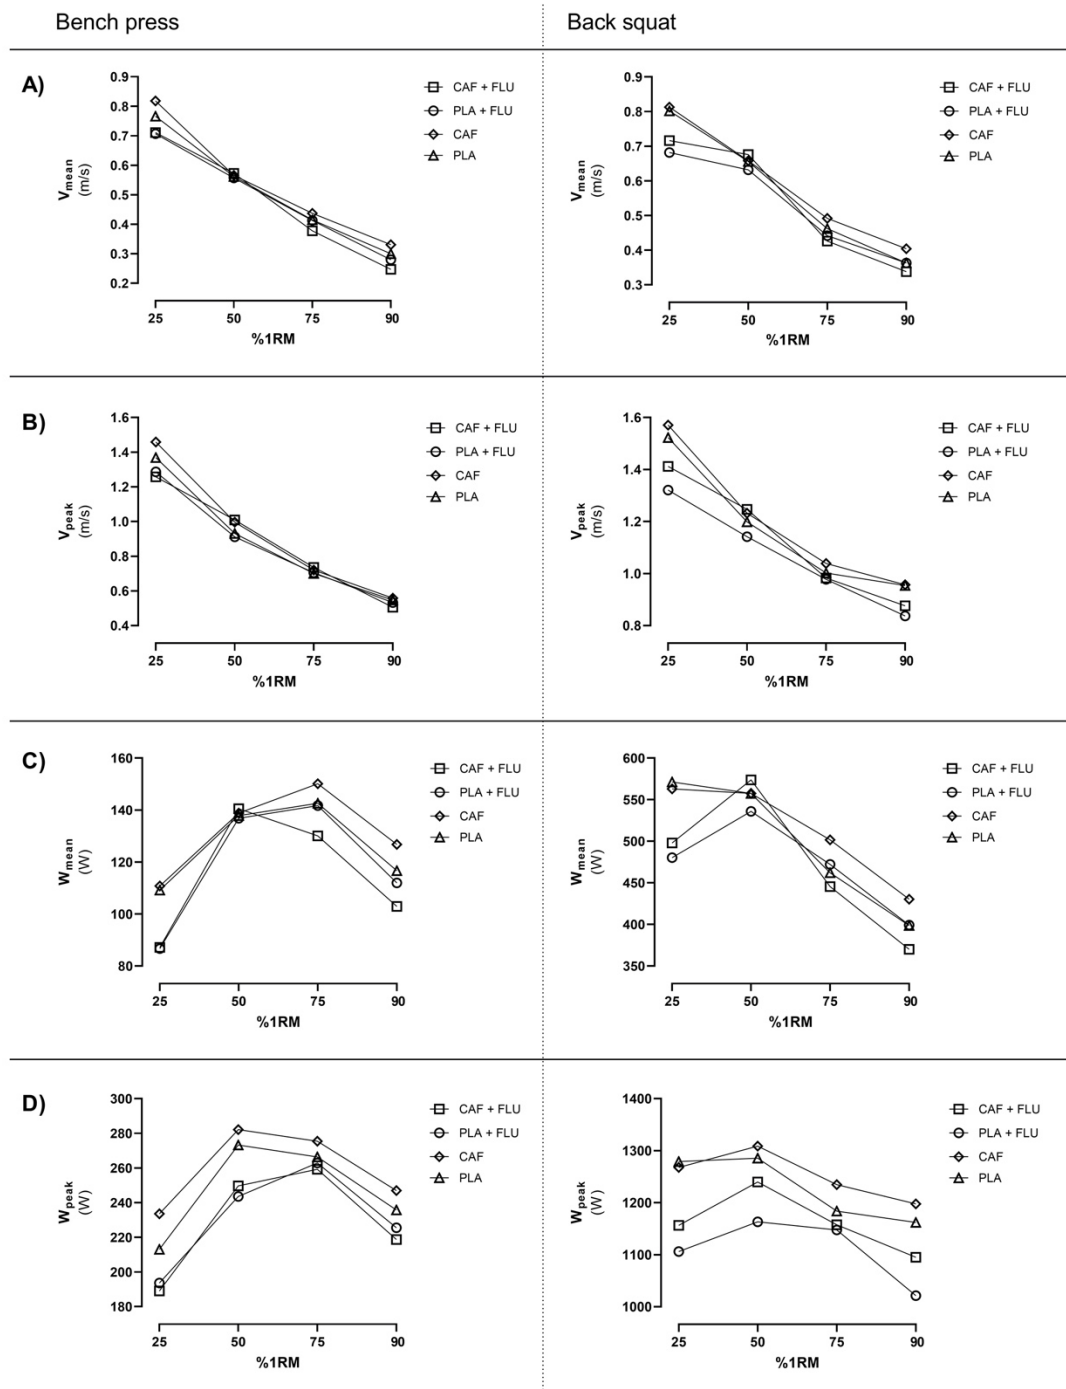 Bench press
Back squat
A)
0.9
0.8
0.7
0.6
0.5
0.4
0.3
0.2
Vmean
(m/s)
25 50 75 90
%1RM
CAF + FLU
PLA + FLU
CAF
PLA
0.9
0.8
0.7
0.6
0.5
0.4
0.3
Vmean
(m/s)
25 50 75 90
%1RM
CAF + FLU
PLA + FLU
CAF
PLA
B)
1.6
1.4
1.2
1.0
0.8
0.6
0.4
Vpeak
(m/s)
25 50 75 90
%1RM
CAF + FLU
PLA + FLU
CAF
PLA
1.6
1.4
1.2
1.0
0.8
Vpeak
(m/s)
25 50 75 90
%1RM
CAF + FLU
PLA + FLU
CAF
PLA
C)
160
140
120
100
80
Wmean
(W)
25 50 75 90
%1RM
CAF + FLU
PLA + FLU
CAF
PLA
600
550
500
450
400
350
Wmean
(W)
25 50 75 90
%1RM
CAF + FLU
PLA + FLU
CAF
PLA
D)
300
280
260
240
220
200
180
Wpeak
(W)
25 50 75 90
%1RM
CAF + FLU
PLA + FLU
CAF
PLA
1400
1300
1200
1100
1000
Wpeak
(W)
25 50 75 90
%1RM
CAF + FLU
PLA + FLU
CAF
PLA